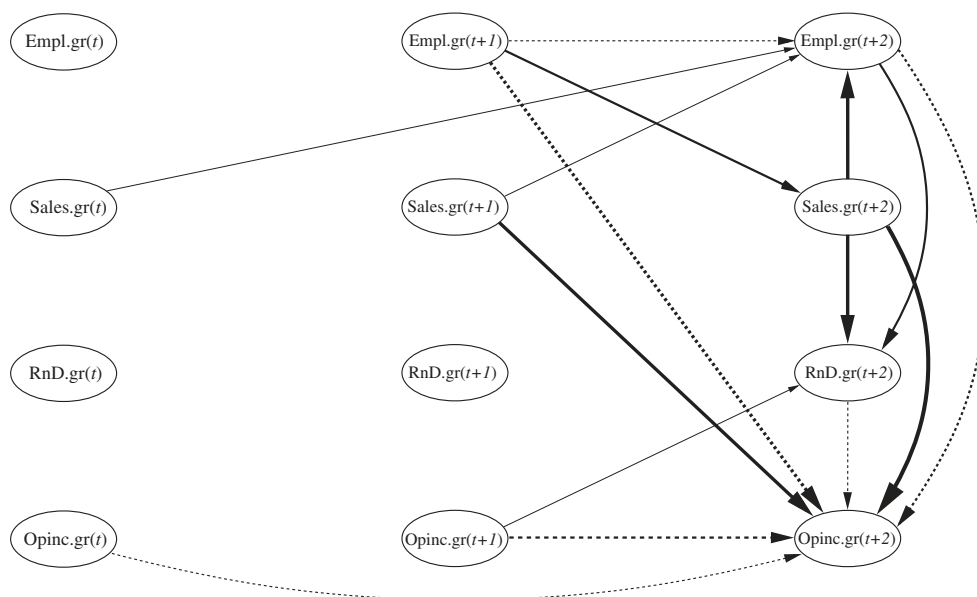 Empl.gr(t) Empl.gr(t+1) Empl.gr(t+2)
Sales.gr(t) Sales.gr(t+1) Sales.gr(t+2)
RnD.gr(t) RnD.gr(t+1) RnD.gr(t+2)
Opinc.gr(t) Opinc.gr(t+1) Opinc.gr(t+2)